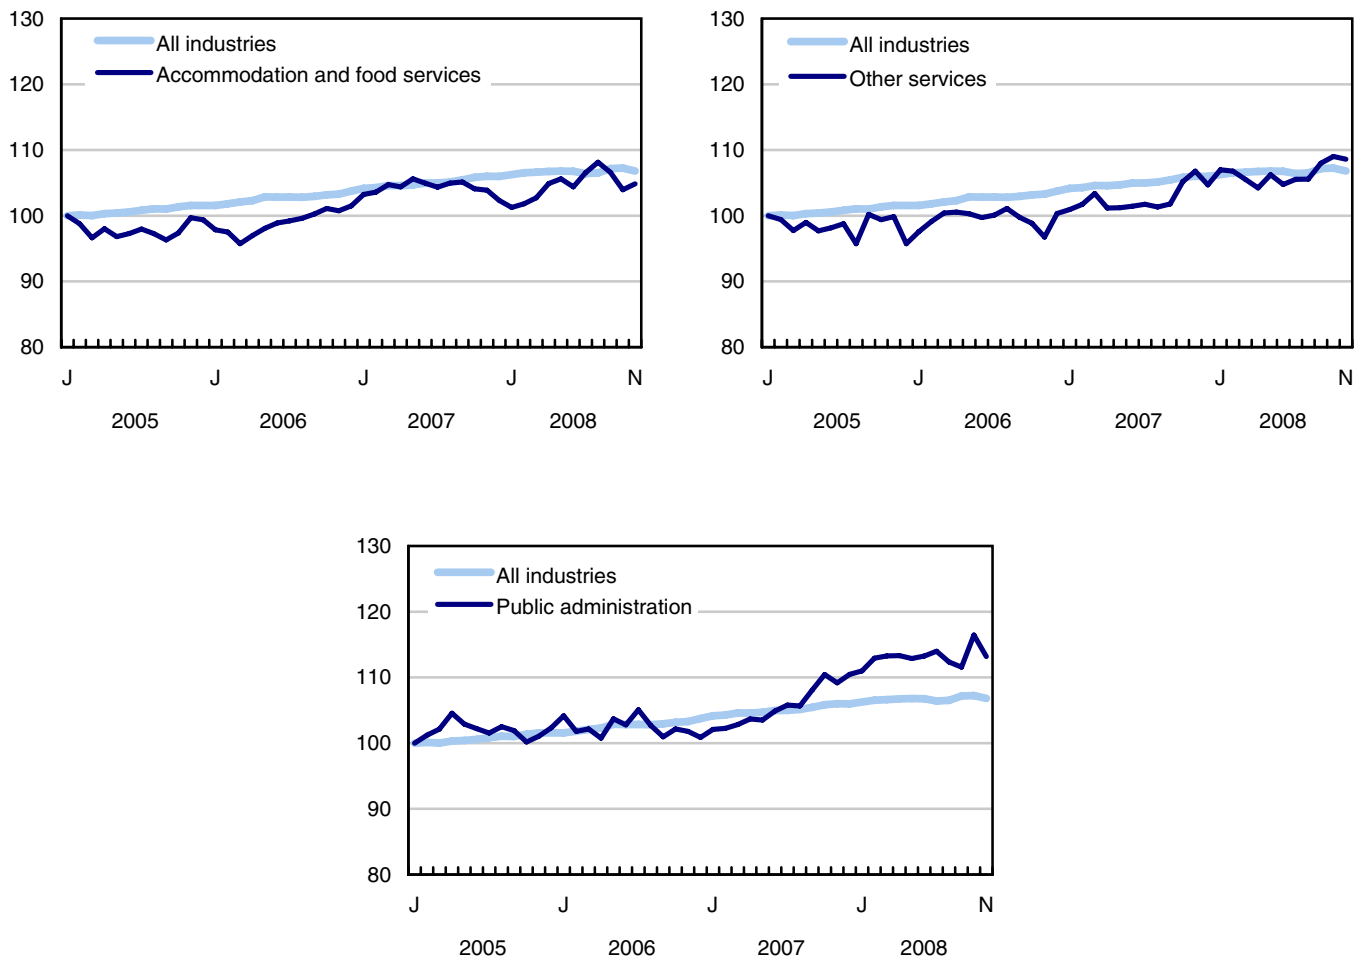 130
All industries
Accommodation and food services
120
110
100
90
80
J J J J N
2005 2006 2007 2008
130
All industries
Other services
120
110
100
90
80
J J J J N
2005 2006 2007 2008
130
All industries
Public administration
120
110
100
90
80
J J J J N
2005 2006 2007 2008